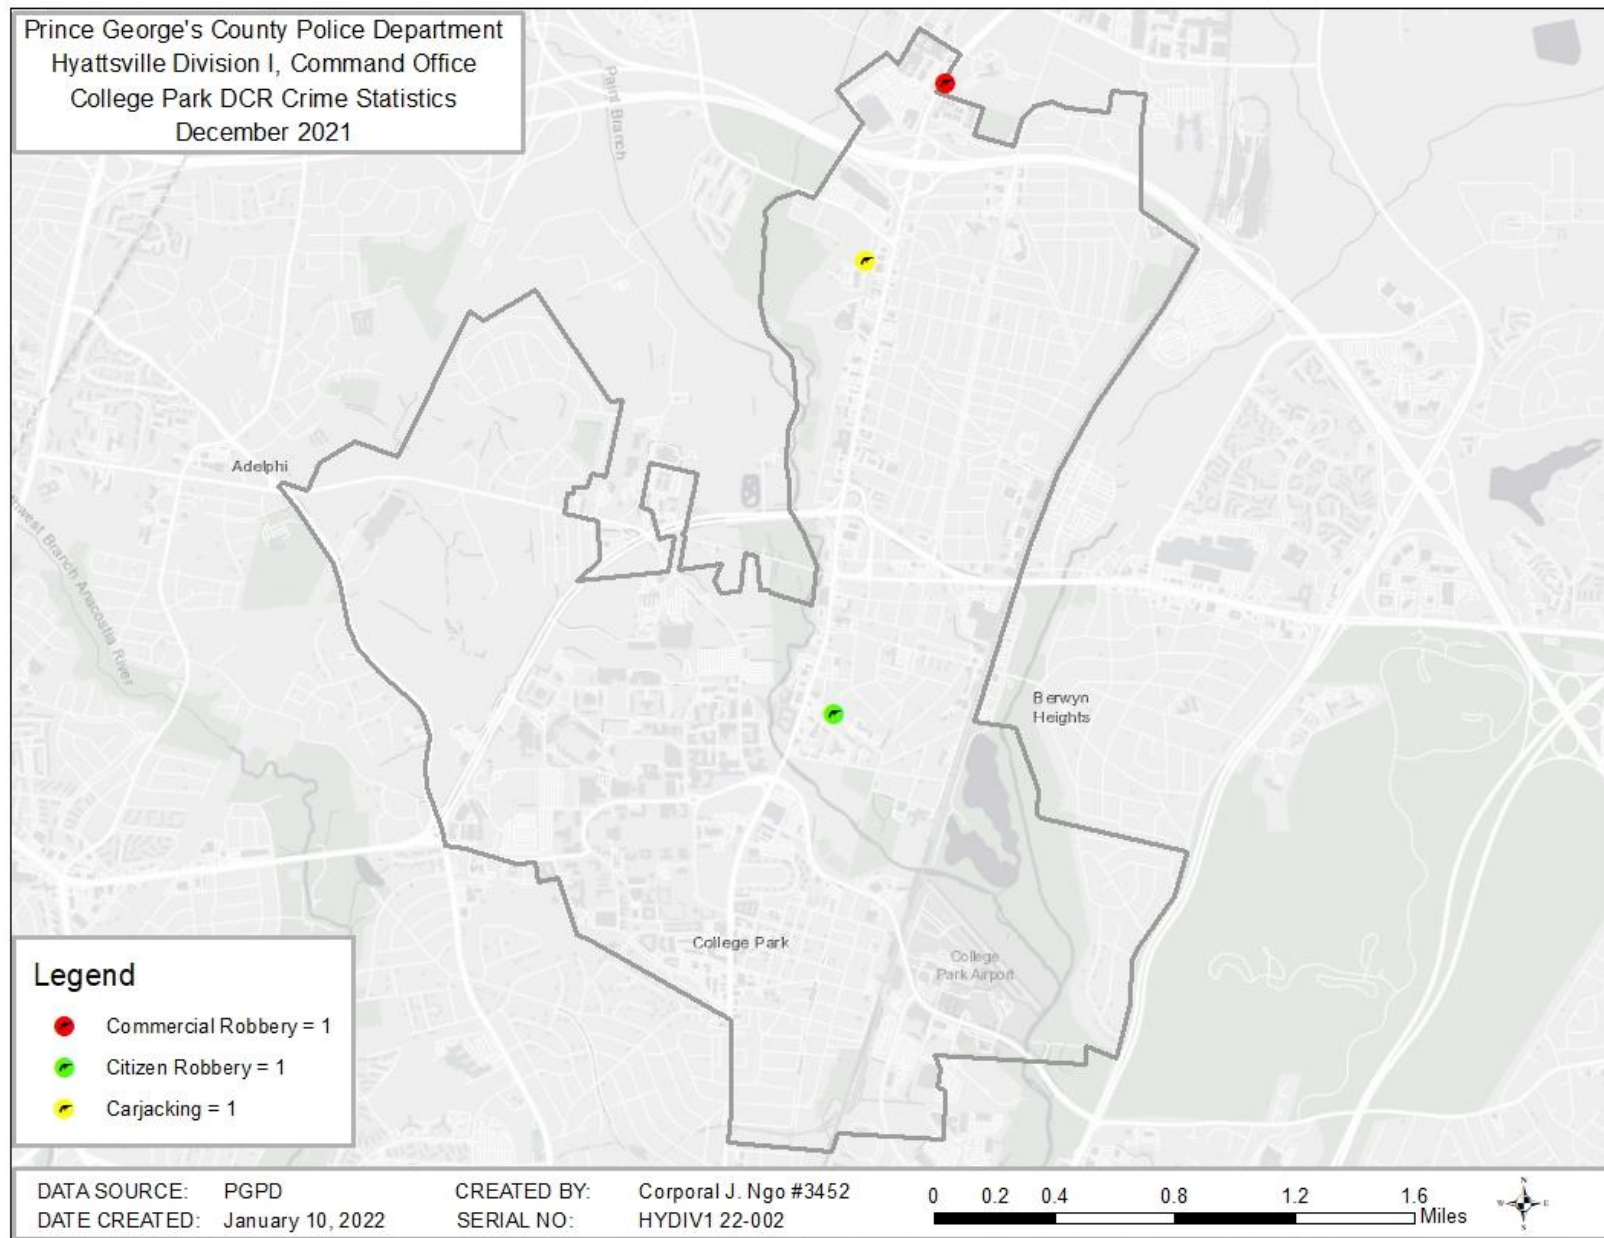 Prince George's County Police Department
Hyattsville Division I, Command Office
College Park DCR Crime Statistics
December 2021
Paint Branch
Adelphi
Branch Anacostia River
Berwyn
Heights
College Park
College
Park Airport
Legend
Commercial Robbery = 1
Citizen Robbery = 1
Carjacking = 1
DATA SOURCE: PGPD
DATE CREATED: January 10, 2022
CREATED BY: Corporal J. Ngo #3452
SERIAL NO: HYDIV1 22-002
0 0.2 0.4 0.8 1.2 1.6
Miles
N
W E
S